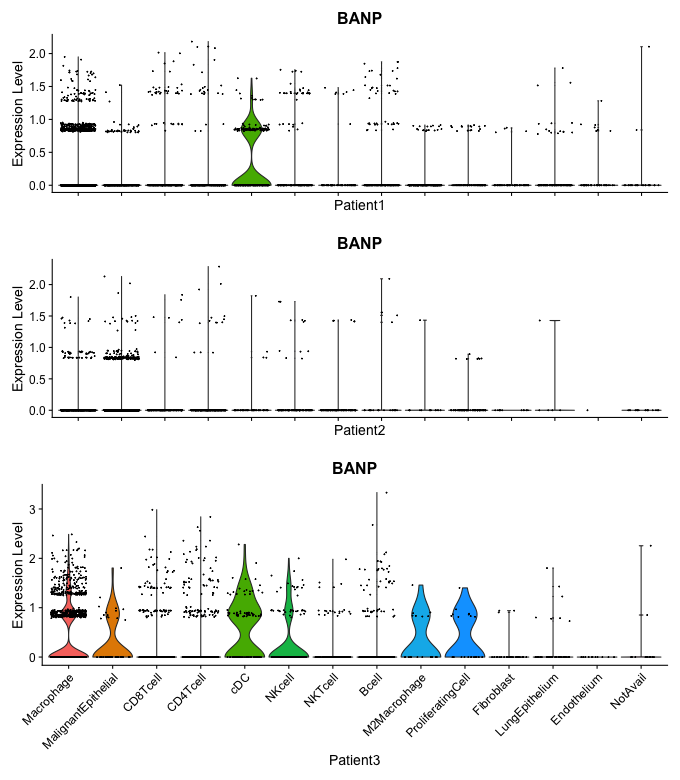 BANP
Expression Level
2.0
1.5
1.0
0.5
0.0
Patient1
BANP
Expression Level
2.0
1.5
1.0
0.5
0.0
Patient2
BANP
Expression Level
3
2
1
0
Macrophage
MalignantEpithelial
CD8Tcell
CD4Tcell
cDC
NKcell
NKTcell
Bcell
M2Macrophage
ProliferatingCell
Fibroblast
LungEpithelium
Endothelium
NotAvail
Patient3